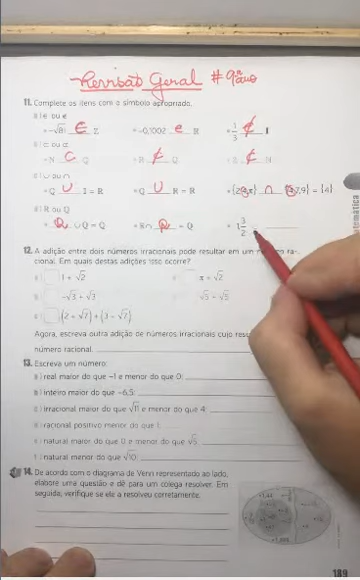 Revisão Geral # 9º ano
11. Complete os itens com o símbolo apropriado.
a) ∈ ou ∉
• -√81 ∈ Z • -0,1002 ∈ R • 1/3 ∉ I
b) ⊂ ou ⊄
• N ⊂ Q • R ⊄ Q ⊄ N
c) ∪ ou ∩
• Q ∪ I = R • Q ∪ R = R ∩ = {4}
d) R ou Q
• Q ∪ Q = Q • R ∩ Q = Q • 1 3/2
12. A adição entre dois números irracionais pode resultar em um número ra-
cional. Em quais destas adições isso ocorre?
a) 1 + √2 π + √2
b) -√3 + √3 √5 + √5
c) (2 + √7) + (3 - √7)
Agora, escreva outra adição de números irracionais cujo
número racional.
13. Escreva um número:
a) real maior do que -1 e menor do que 0:
b) inteiro maior do que -6,5:
c) irracional maior do que √11 e menor do que 4:
d) racional positivo menor do que 1:
e) natural maior do que 0 e menor do que √5:
f) natural menor do que √10:
14. De acordo com o diagrama de Venn representado ao lado,
elabore uma questão e dê para um colega resolver. Em
seguida, verifique se ele a resolveu corretamente.
189